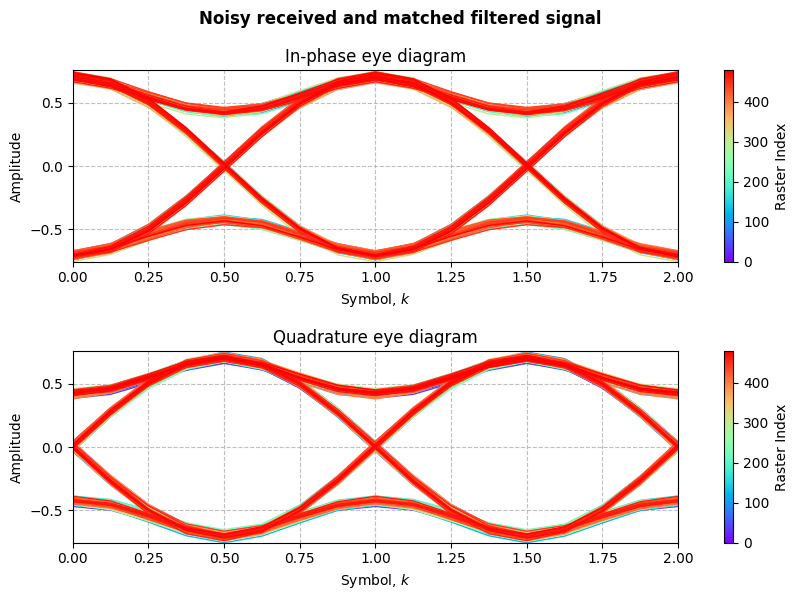 Noisy received and matched filtered signal
In-phase eye diagram
Amplitude
0.5
0.0
−0.5
0.00 0.25 0.50 0.75 1.00 1.25 1.50 1.75 2.00
Symbol, k
400
300
200
100
0
Raster Index
Quadrature eye diagram
Amplitude
0.5
0.0
−0.5
0.00 0.25 0.50 0.75 1.00 1.25 1.50 1.75 2.00
Symbol, k
400
300
200
100
0
Raster Index